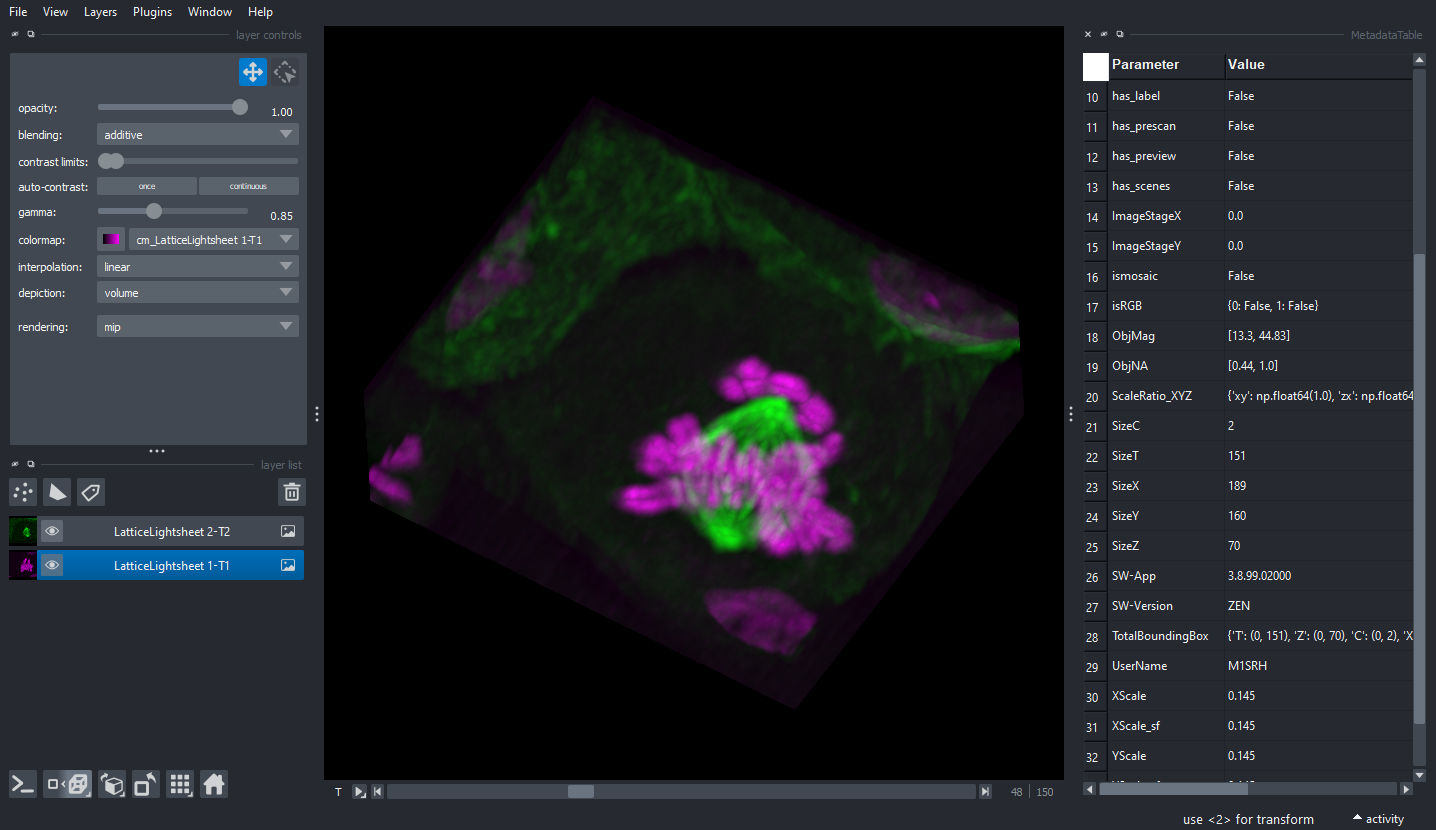 File View Layers Plugins Window Help
layer controls
opacity: 1.00
blending: additive
contrast limits:
auto-contrast: once continuous
gamma: 0.85
colormap: cm_LatticeLightsheet 1-T1
interpolation: linear
depiction: volume
rendering: mip
layer list
LatticeLightsheet 2-T2
LatticeLightsheet 1-T1
T 48 150
MetadataTable
Parameter Value
10 has_label False
11 has_prescan False
12 has_preview False
13 has_scenes False
14 ImageStageX 0.0
15 ImageStageY 0.0
16 ismosaic False
17 isRGB {0: False, 1: False}
18 ObjMag [13.3, 44.83]
19 ObjNA [0.44, 1.0]
20 ScaleRatio_XYZ {'xy': np.float64(1.0), 'zx': np.float64
21 SizeC 2
22 SizeT 151
23 SizeX 189
24 SizeY 160
25 SizeZ 70
26 SW-App 3.8.99.02000
27 SW-Version ZEN
28 TotalBoundingBox {'T': (0, 151), 'Z': (0, 70), 'C': (0, 2), 'X
29 UserName M1SRH
30 XScale 0.145
31 XScale_sf 0.145
32 YScale 0.145
use <2> for transform activity